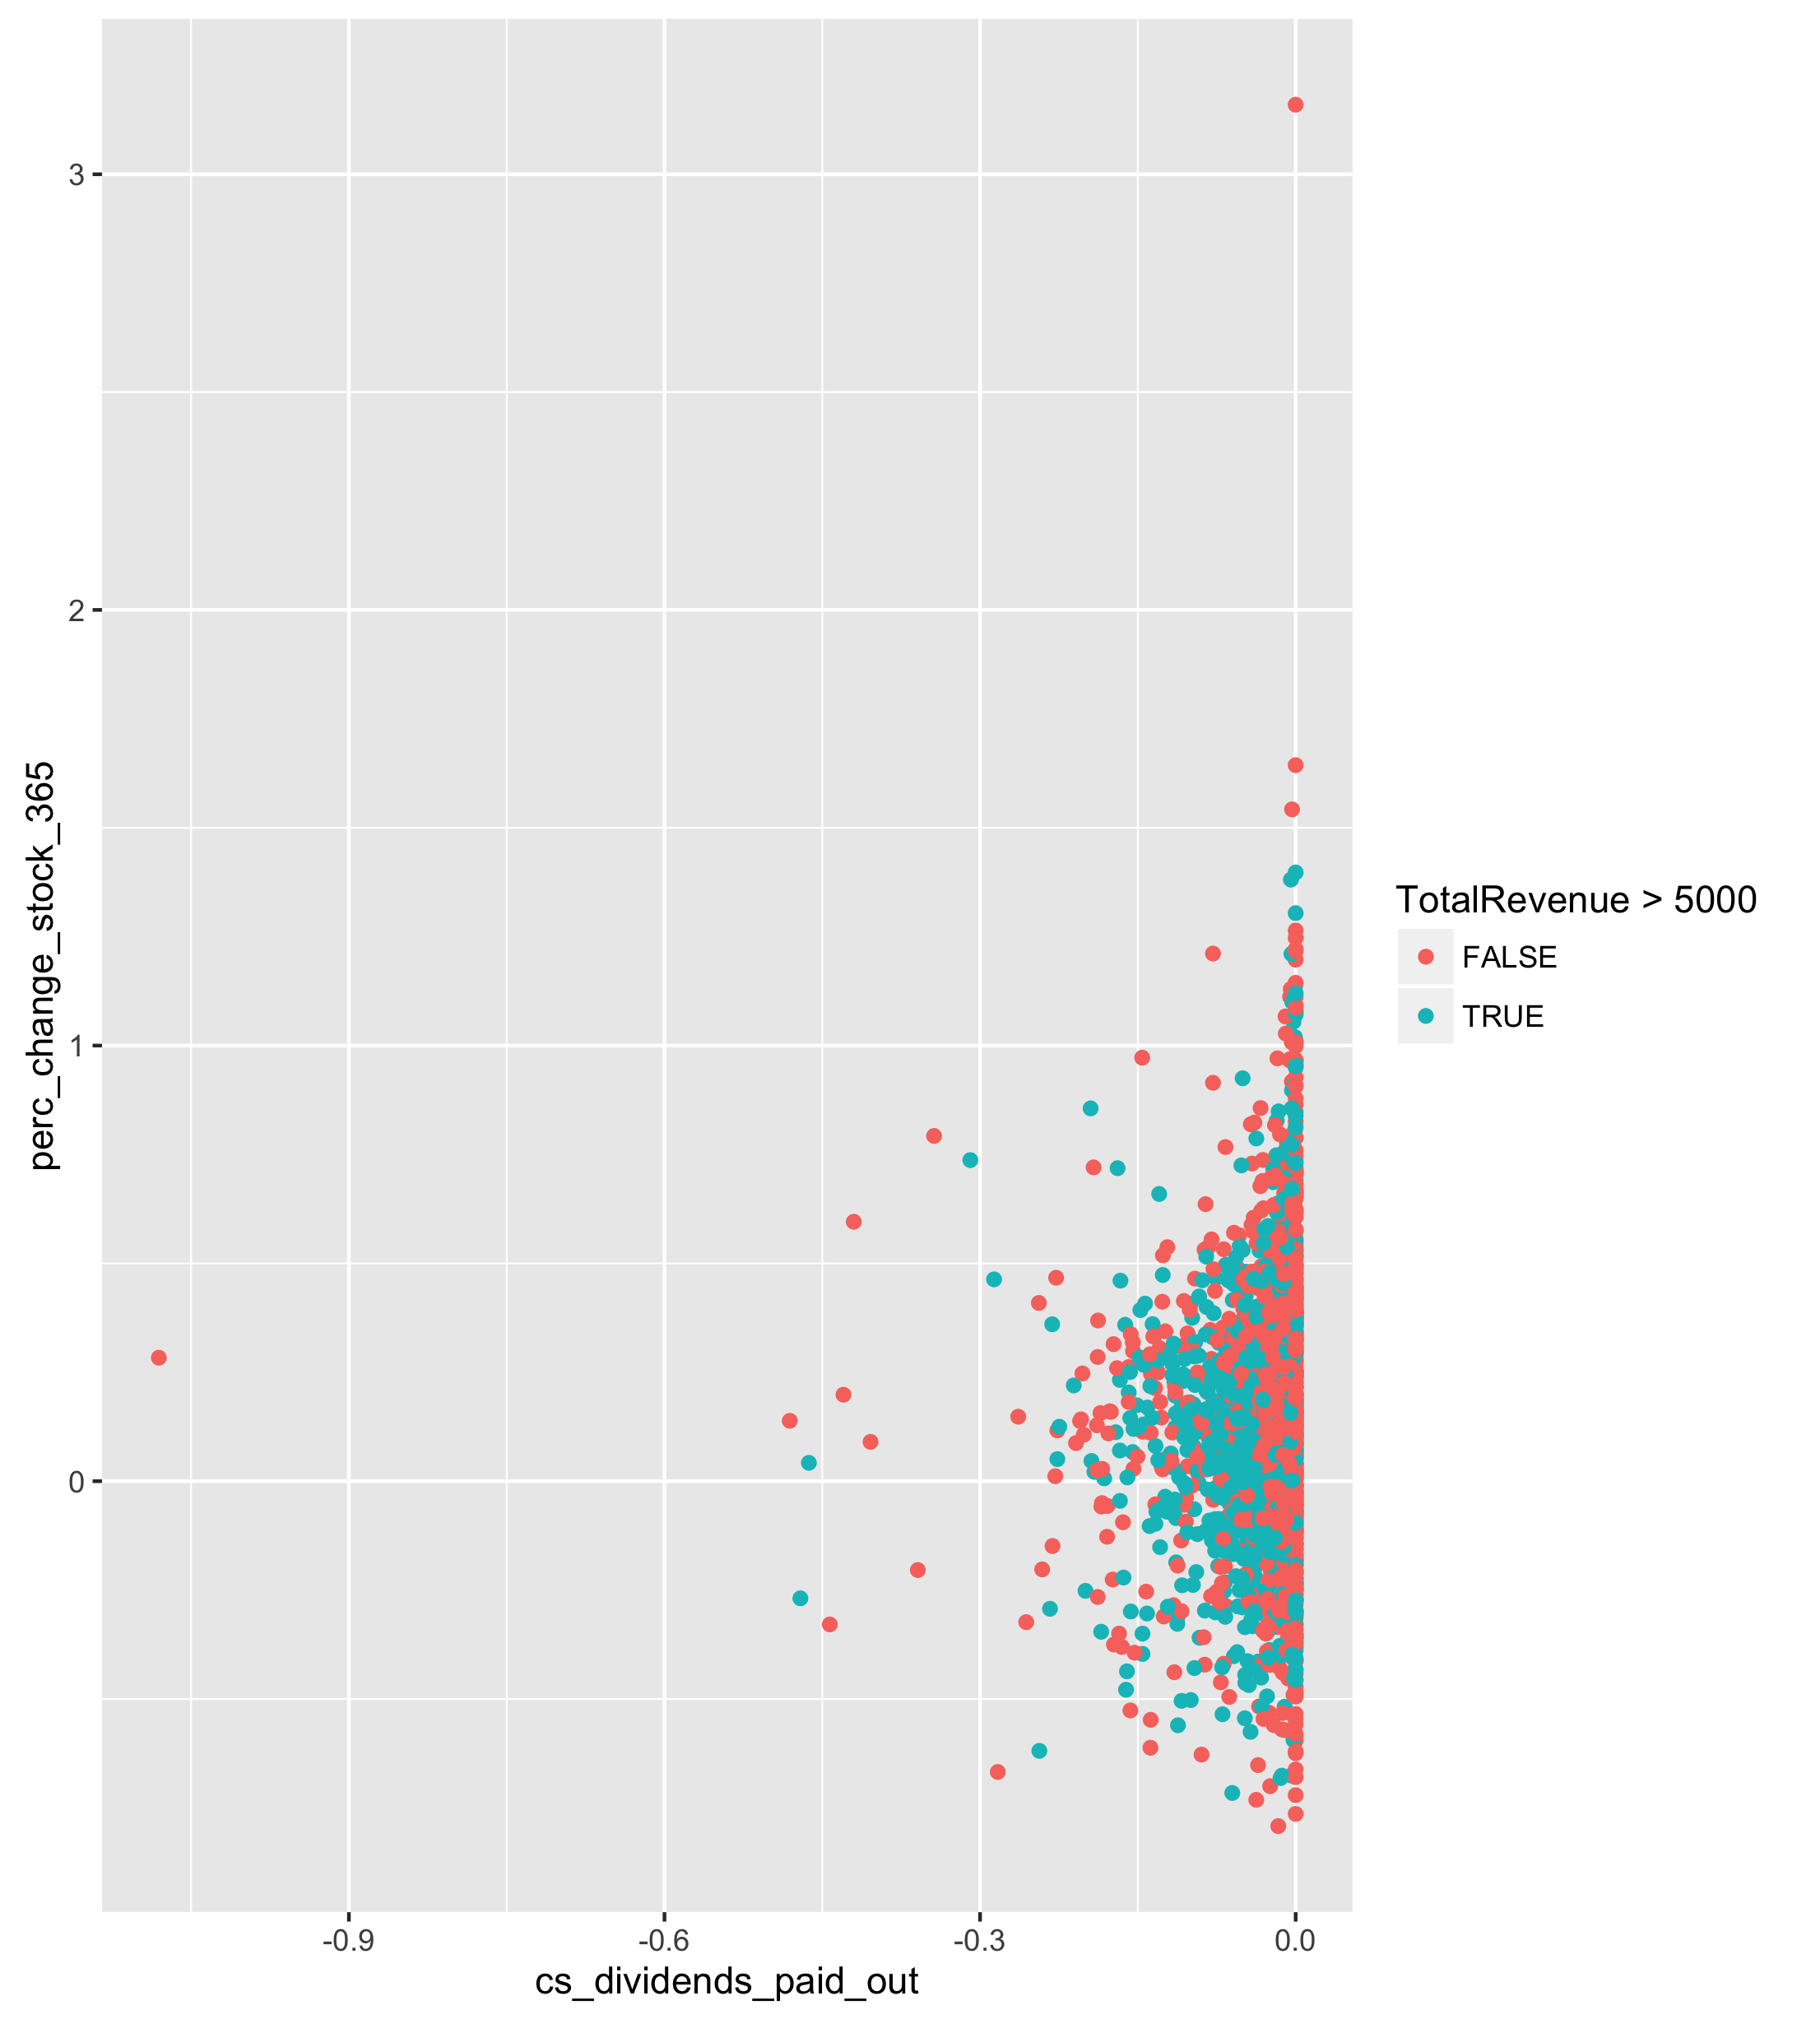 3
2
1
0
perc_change_stock_365
-0.9 -0.6 -0.3 0.0
cs_dividends_paid_out
TotalRevenue > 5000
FALSE
TRUE